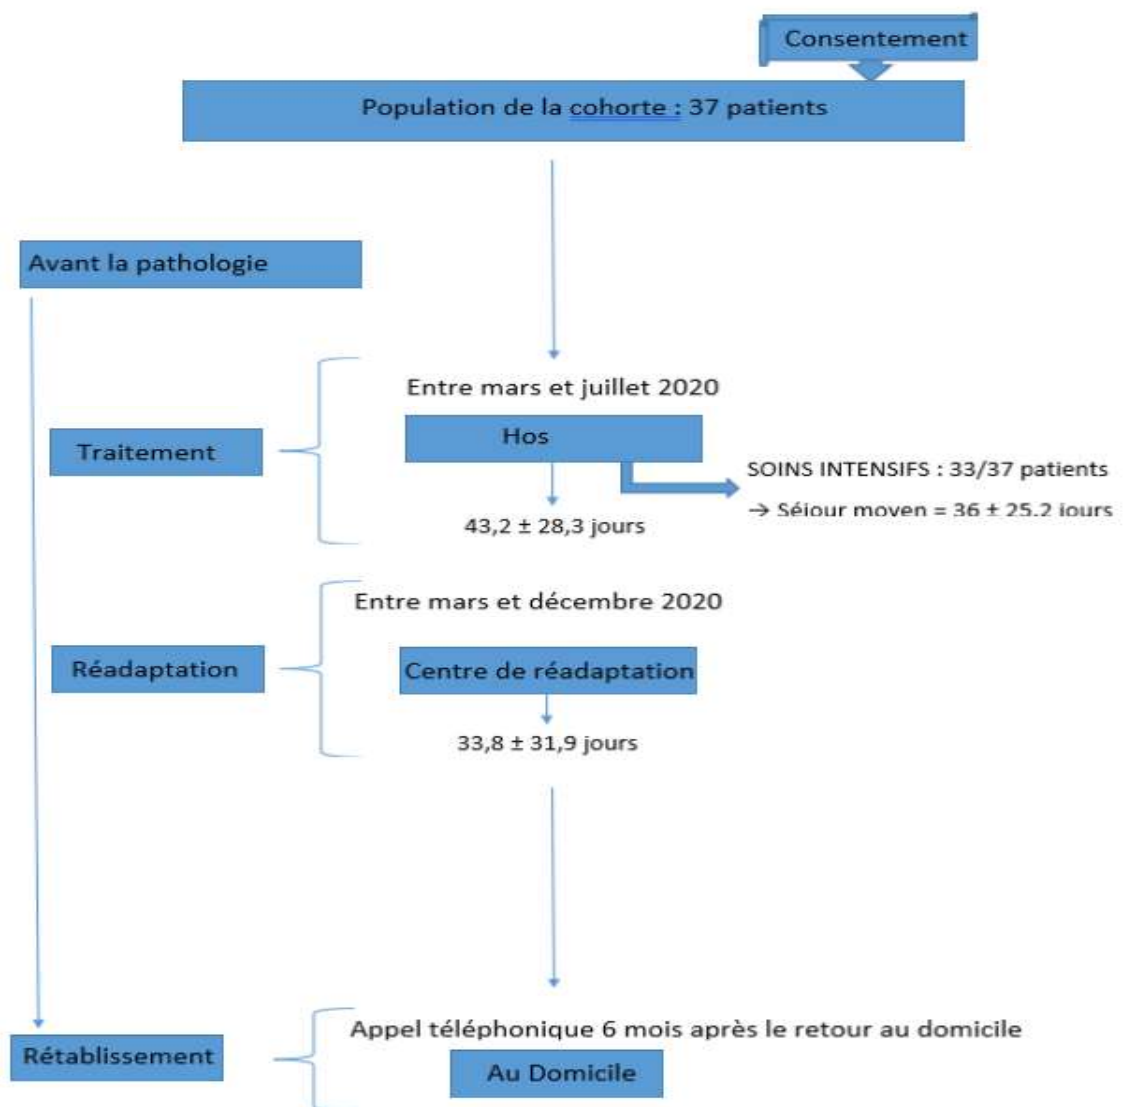 Consentement
Population de la cohorte : 37 patients
Avant la pathologie
Entre mars et juillet 2020
Hos
Traitement
SOINS INTENSIFS : 33/37 patients
→ Séjour moyen = 36 ± 25.2 jours
43,2 ± 28,3 jours
Entre mars et décembre 2020
Réadaptation
Centre de réadaptation
33,8 ± 31,9 jours
Appel téléphonique 6 mois après le retour au domicile
Rétablissement
Au Domicile